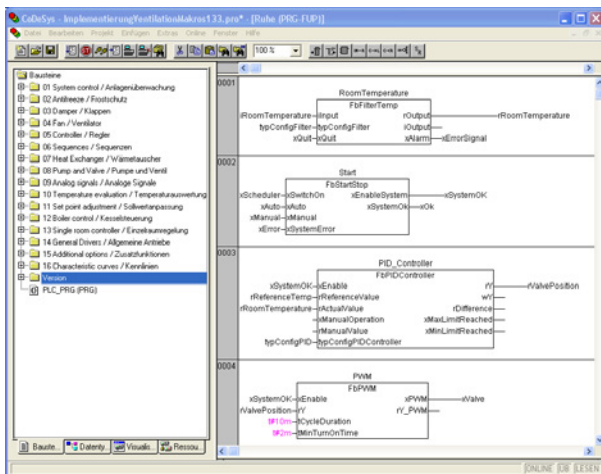 CoDeSys - ImplementierungVentilationMakros133.pro* - [Ruhe (PRG-FUP)]
Datei Bearbeiten Projekt Einfügen Extras Online Fenster Hilfe
100 %
Bausteine
01 System control / Anlagenüberwachung
02 Antifreeze / Frostschutz
03 Damper / Klappen
04 Fan / Ventilator
05 Controller / Regler
06 Sequences / Sequenzen
07 Heat Exchanger / Wärmetauscher
08 Pump and Valve / Pumpe und Ventil
09 Analog signals / Analoge Signale
10 Temperature evaluation / Temperaturauswertung
11 Set point adjustment / Sollwertanpassung
12 Boiler control / Kesselsteuerung
13 Single room controller / Einzelraumregelung
14 General Drivers / Allgemeine Antriebe
15 Additional options / Zusatzfunktionen
16 Characteristic curves / Kennlinien
Version
PLC_PRG (PRG)
Bauste...
Datenty...
Visualis...
Ressou...
0001
RoomTemperature
FbFilterTemp
iRoomTemperature iInput rOutput rRoomTemperature
typConfigFilter typConfigFilter iOutput
xQuit xQuit xAlarm xErrorSignal
0002
Start
FbStartStop
xScheduler xSwitchOn xEnableSystem xSystemOK
xAuto xAuto xSystemOk xOk
xManual xManual
xError xSystemError
0003
PID_Controller
FbPIDController
xSystemOK xEnable rY rValvePosition
rReferenceTemp rReferenceValue wY
rRoomTemperature rActualValue rDifference
xManualOperation xMaxLimitReached
rManualValue xMinLimitReached
typConfigPID typConfigPIDController
0004
PWM
FbPWM
xSystemOK xEnable xPWM xValve
rValvePosition rY rY_PWM
t#10m tCycleDuration
t#2m tMinTurnOnTime
ONLINE ÜB LESEN